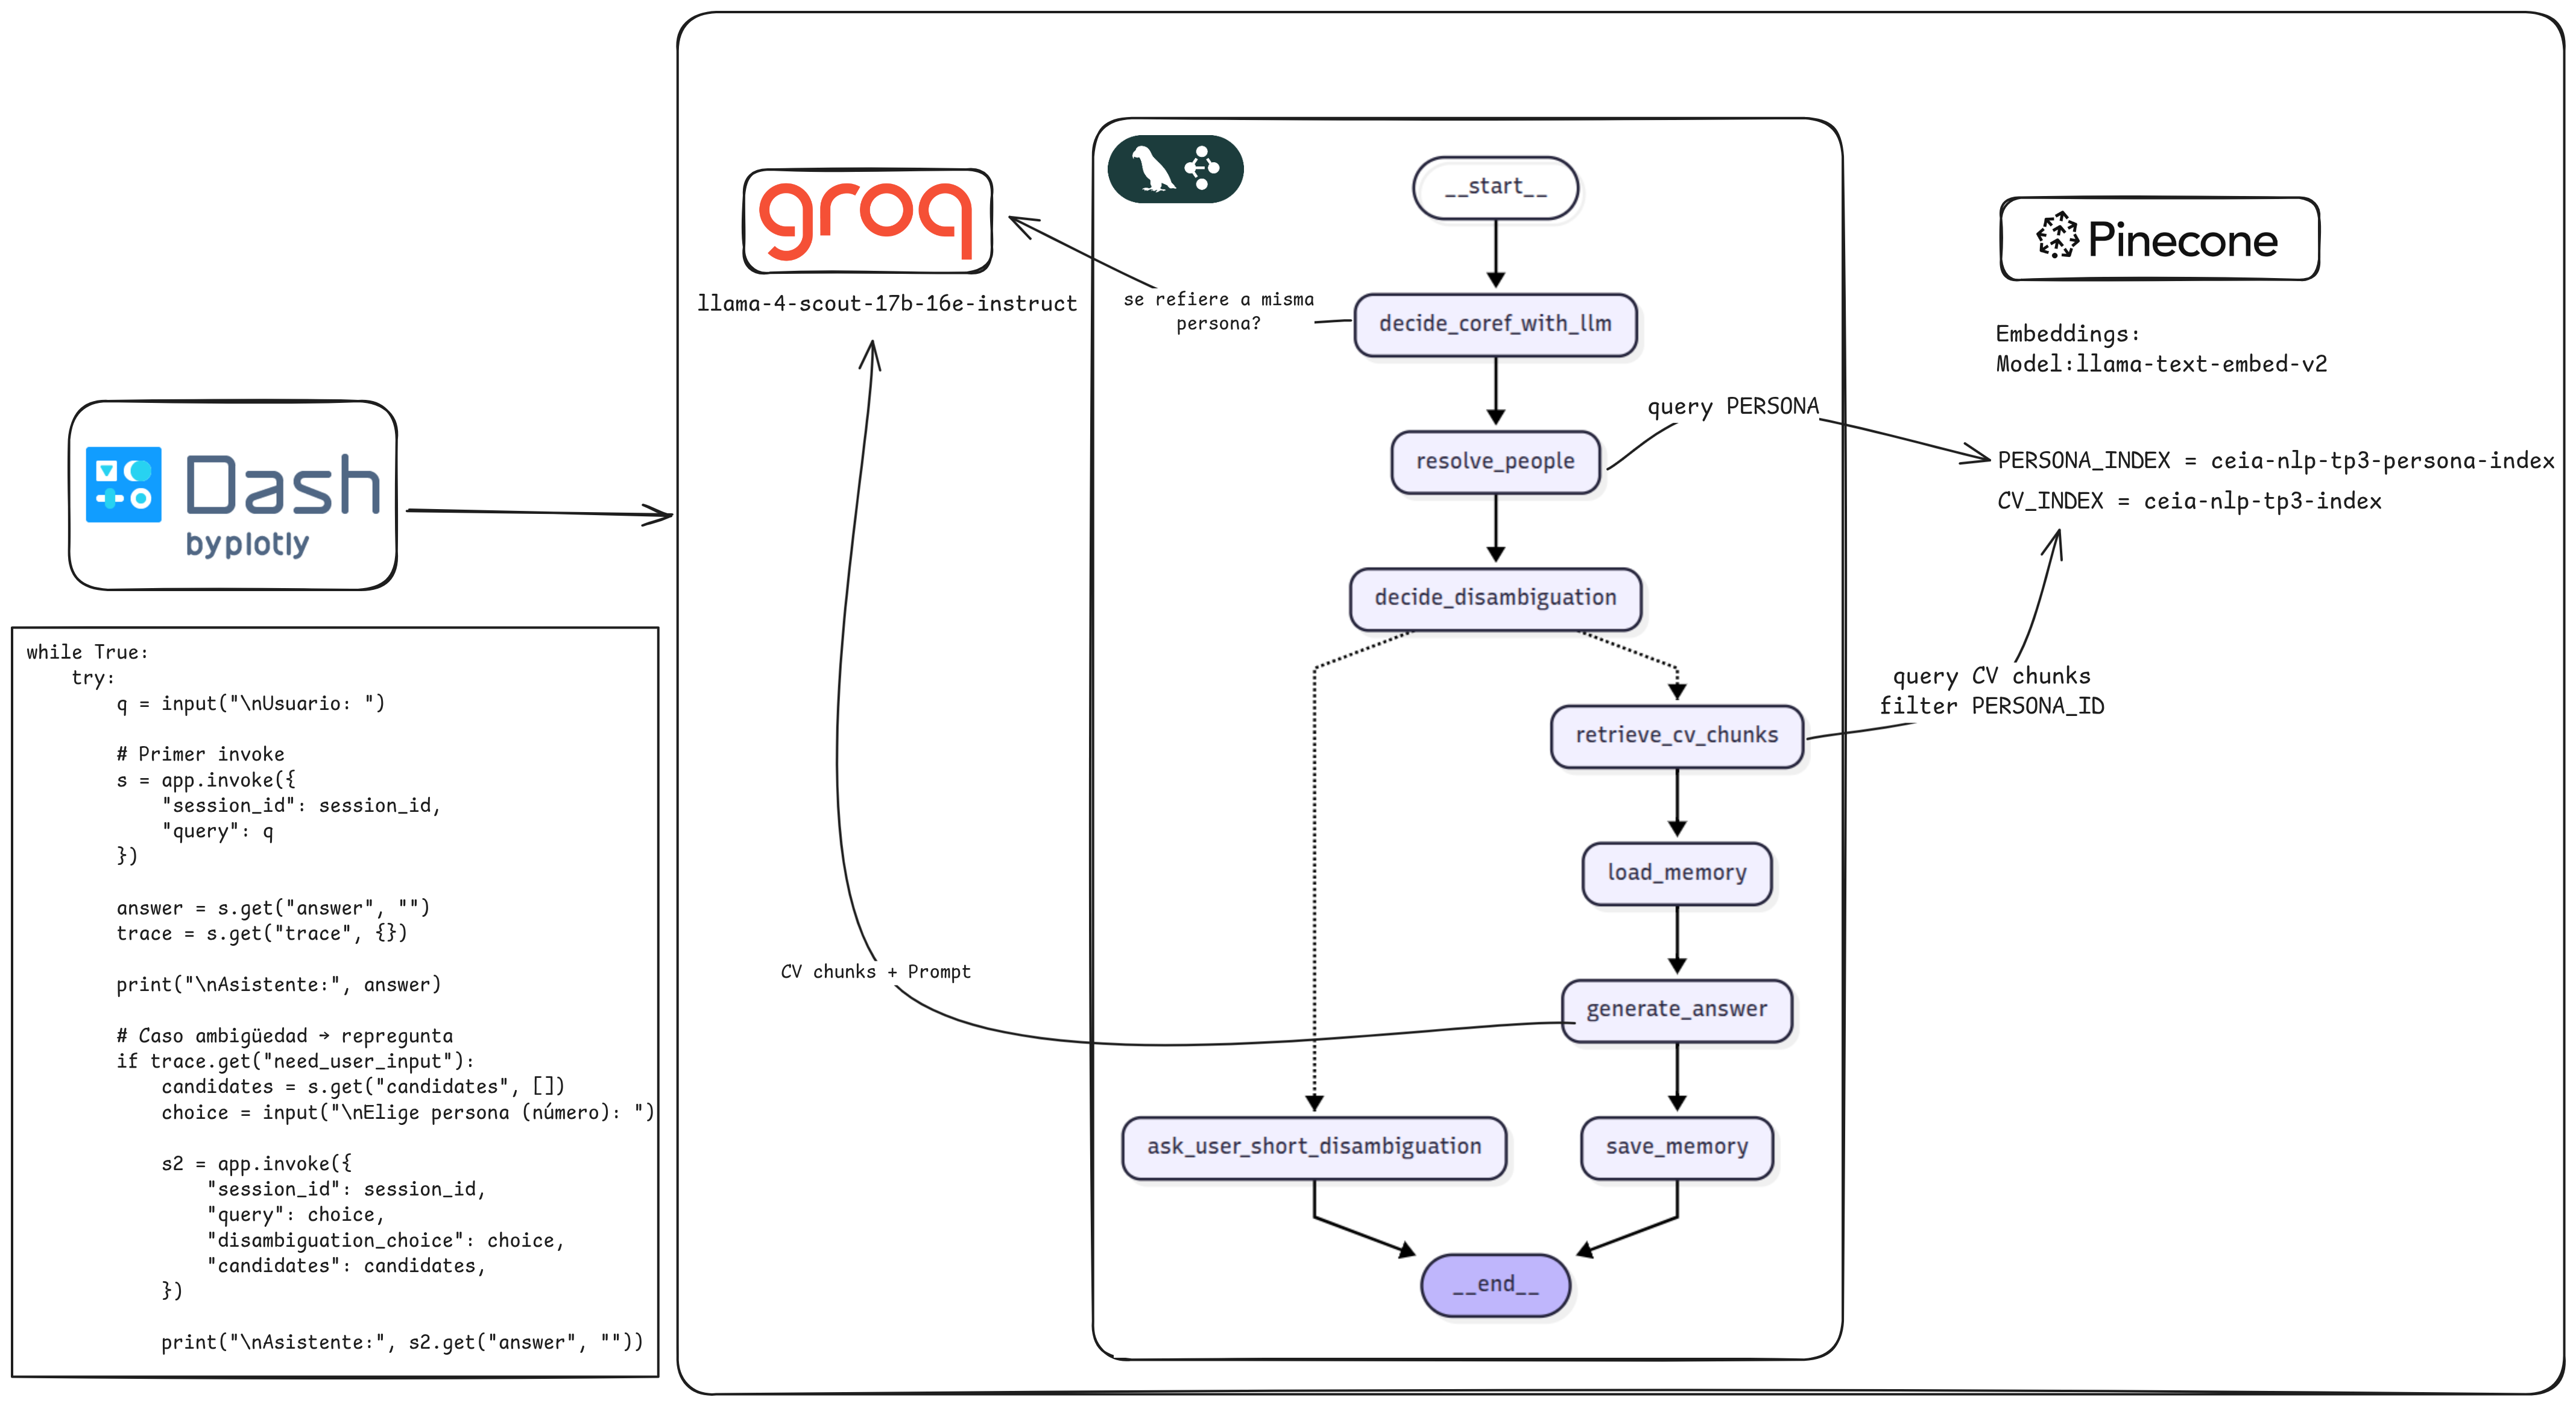 Dash
by plotly
while True:
    try:
        q = input("\nUsuario: ")
        # Primer invoke
        s = app.invoke({
            "session_id": session_id,
            "query": q
        })
        answer = s.get("answer", "")
        trace = s.get("trace", {})
        print("\nAsistente:", answer)
        # Caso ambigüedad → repregunta
        if trace.get("need_user_input"):
            candidates = s.get("candidates", [])
            choice = input("\nElige persona (número): ")
            s2 = app.invoke({
                "session_id": session_id,
                "query": choice,
                "disambiguation_choice": choice,
                "candidates": candidates,
            })
            print("\nAsistente:", s2.get("answer", ""))
groq
llama-4-scout-17b-16e-instruct
se refiere a misma
persona?
CV chunks + Prompt
__start__
decide_coref_with_llm
resolve_people
decide_disambiguation
retrieve_cv_chunks
load_memory
generate_answer
ask_user_short_disambiguation
save_memory
__end__
query PERSONA
Pinecone
Embeddings:
Model:llama-text-embed-v2
PERSONA_INDEX = ceia-nlp-tp3-persona-index
CV_INDEX = ceia-nlp-tp3-index
query CV chunks
filter PERSONA_ID